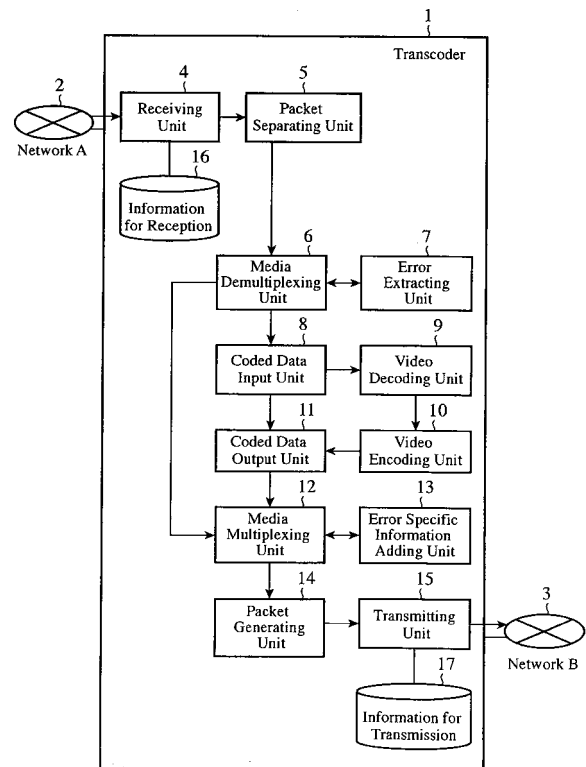 1
Transcoder
2
Network A
4
Receiving
Unit
5
Packet
Separating Unit
16
Information
for Reception
6
Media
Demultiplexing
Unit
7
Error
Extracting
Unit
8
Coded Data
Input Unit
9
Video
Decoding Unit
11
Coded Data
Output Unit
10
Video
Encoding Unit
12
Media
Multiplexing
Unit
13
Error Specific
Information
Adding Unit
14
Packet
Generating
Unit
15
Transmitting
Unit
3
Network B
17
Information for
Transmission